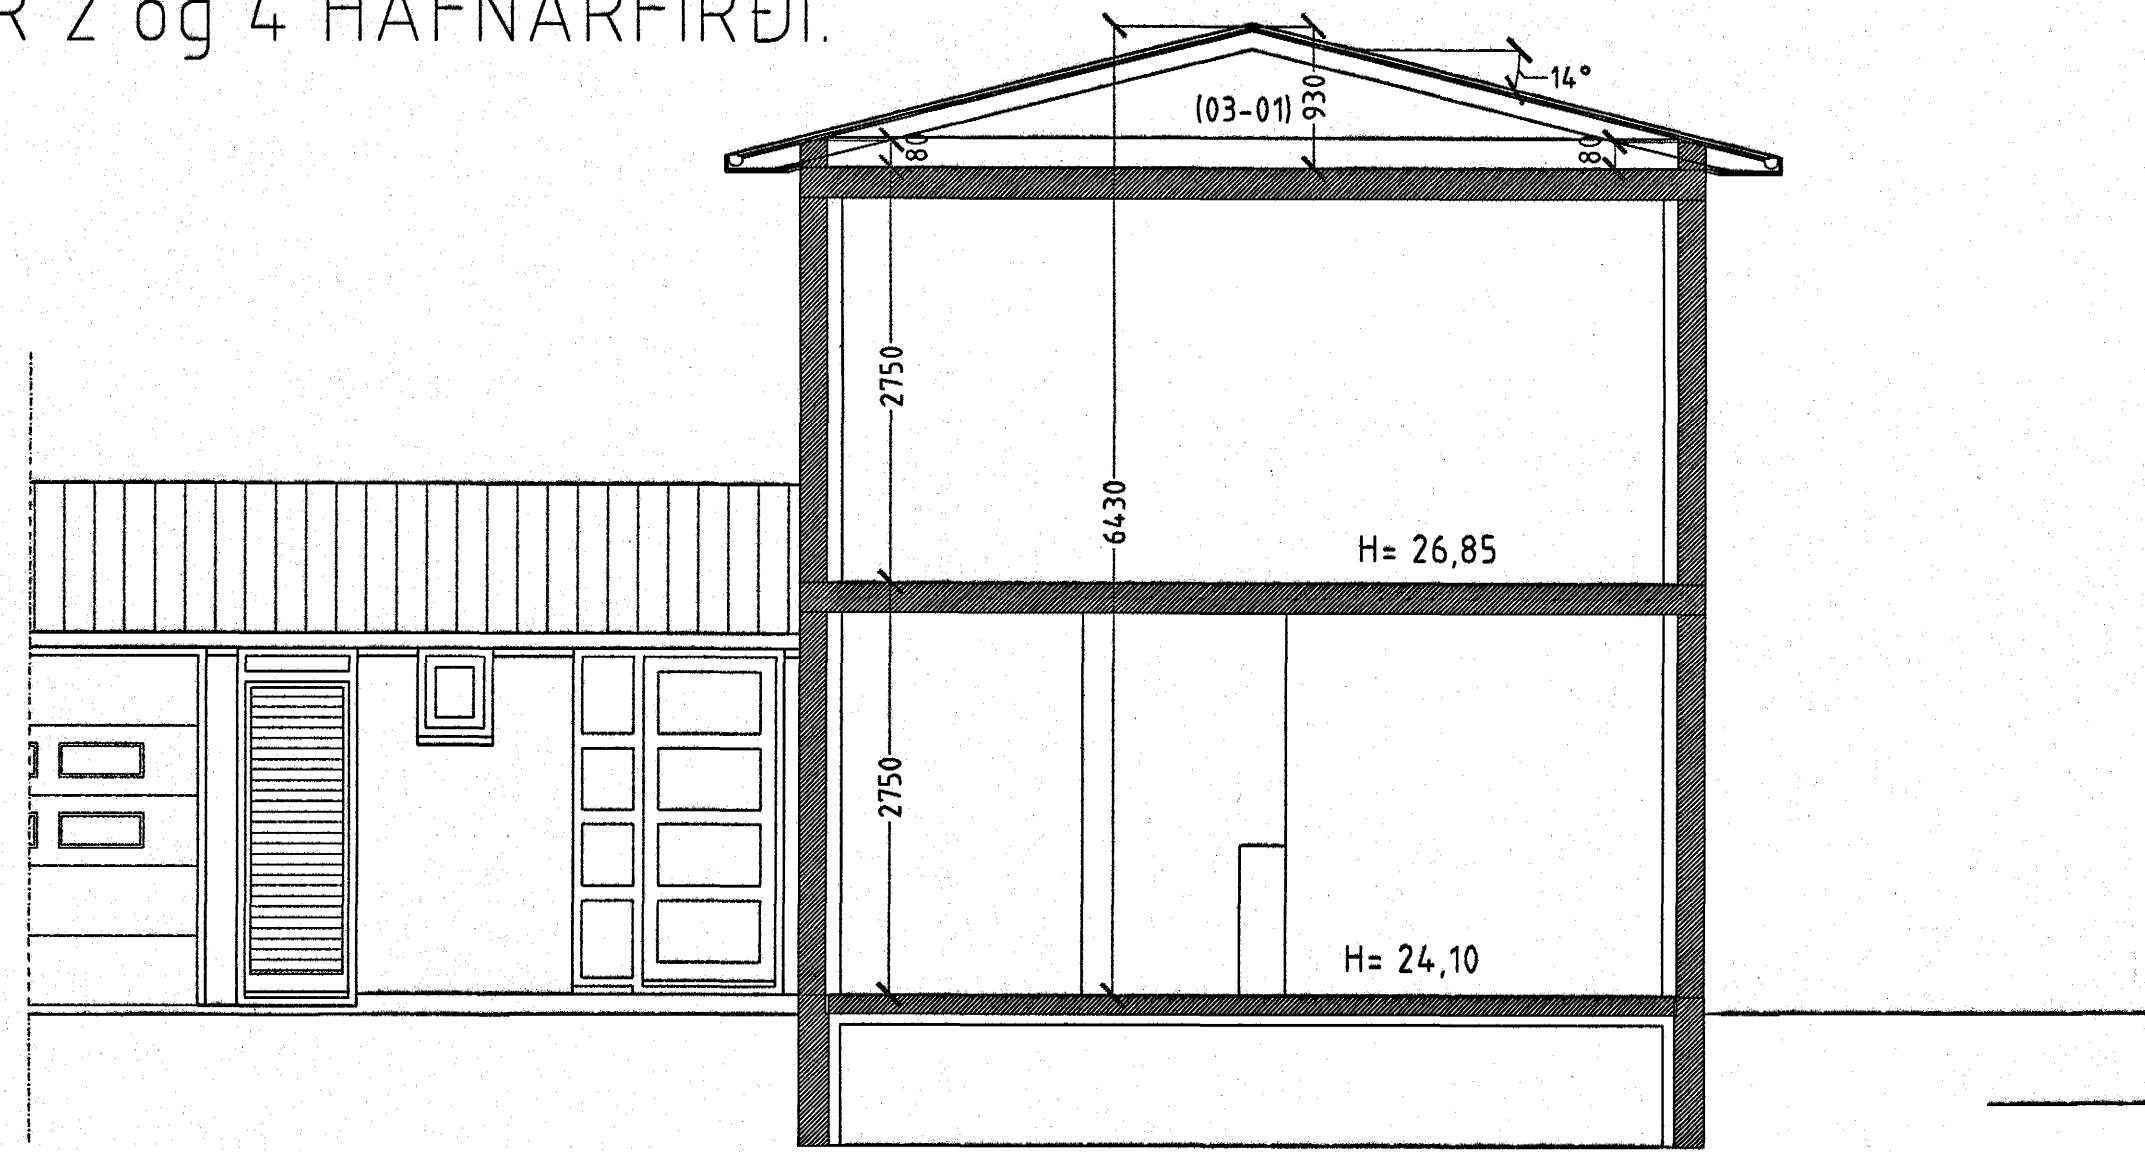 R 2 og 4 HAFNARFIRÐI.
14°
(03-01) 930
80
80
2750
6430
H= 26,85
2750
H= 24,10